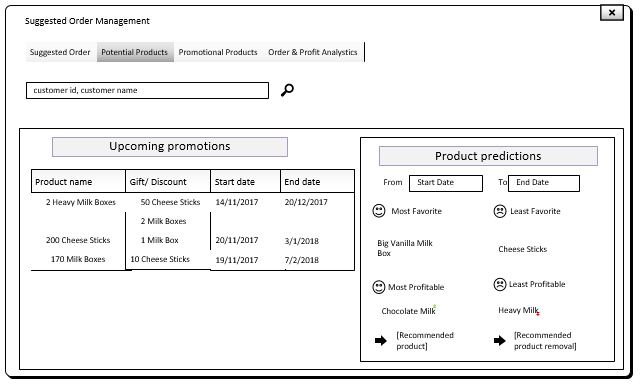 Suggested Order Management
Suggested Order Potential Products Promotional Products Order & Profit Analystics
customer id, customer name
Upcoming promotions
Product name Gift/ Discount Start date End date
2 Heavy Milk Boxes 50 Cheese Sticks 14/11/2017 20/12/2017
2 Milk Boxes
200 Cheese Sticks 1 Milk Box 20/11/2017 3/1/2018
170 Milk Boxes 10 Cheese Sticks 19/11/2017 7/2/2018
Product predictions
From Start Date To End Date
Most Favorite Least Favorite
Big Vanilla Milk
Box
Cheese Sticks
Most Profitable Least Profitable
Chocolate Milk Heavy Milk
[Recommended
product]
[Recommended
product removal]